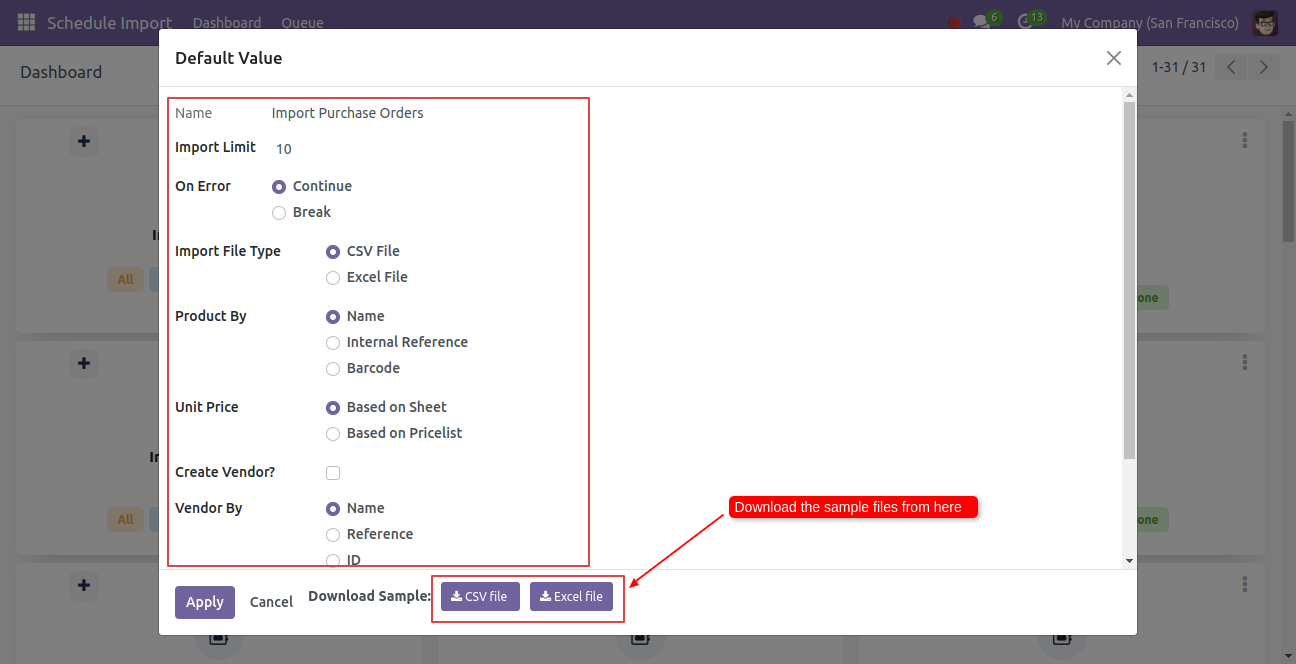 Schedule Import Dashboard Queue 6 13 My Company (San Francisco)
Dashboard
1-31 / 31
Default Value
Name Import Purchase Orders
Import Limit 10
On Error Continue
Break
Import File Type CSV File
Excel File
All
Product By Name
Internal Reference
Barcode
Unit Price Based on Sheet
Based on Pricelist
Create Vendor?
Vendor By Name
Reference
ID
All
Download the sample files from here
Apply Cancel Download Sample: CSV file Excel file